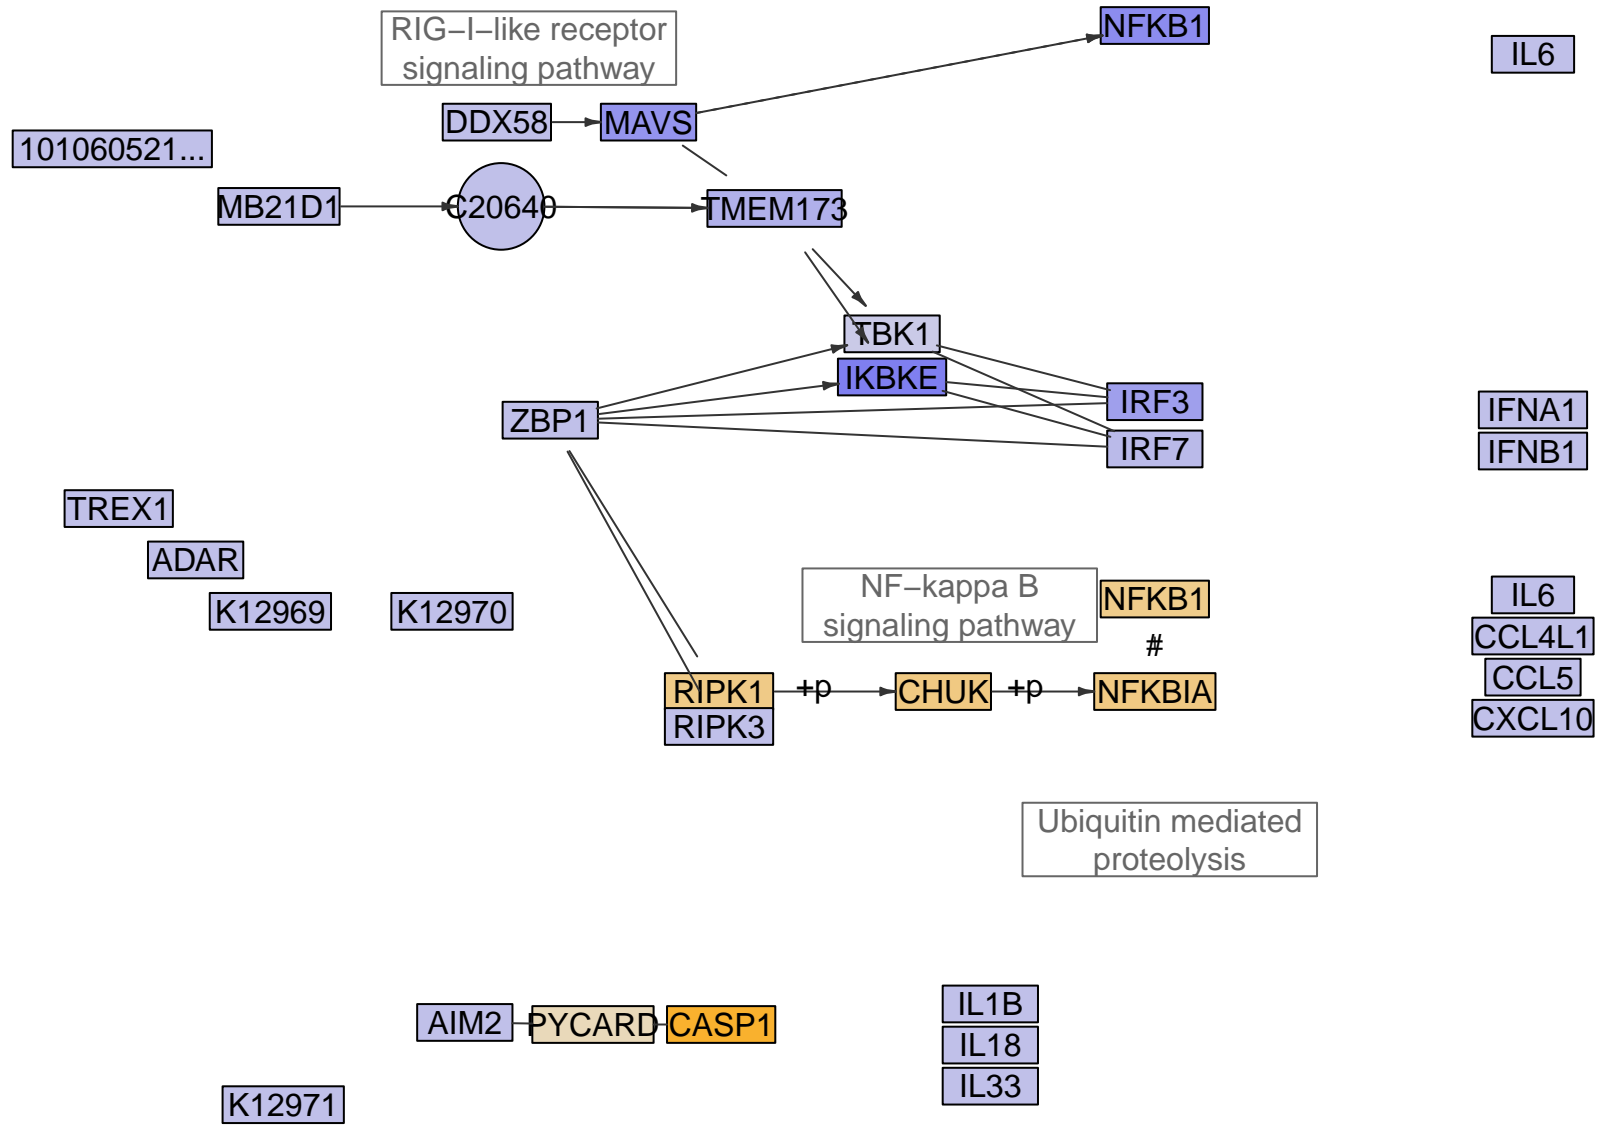 RIG−I−like receptor
signaling pathway
NFKB1
IL6
DDX58
MAVS
101060521...
MB21D1
C20640
TMEM173
TBK1
IKBKE
ZBP1
IRF3
IRF7
IFNA1
IFNB1
TREX1
ADAR
K12969
K12970
NF−kappa B
signaling pathway
NFKB1
#
IL6
CCL4L1
CCL5
CXCL10
RIPK1
+p
CHUK
+p
NFKBIA
RIPK3
Ubiquitin mediated
proteolysis
AIM2
PYCARD
CASP1
IL1B
IL18
IL33
K12971